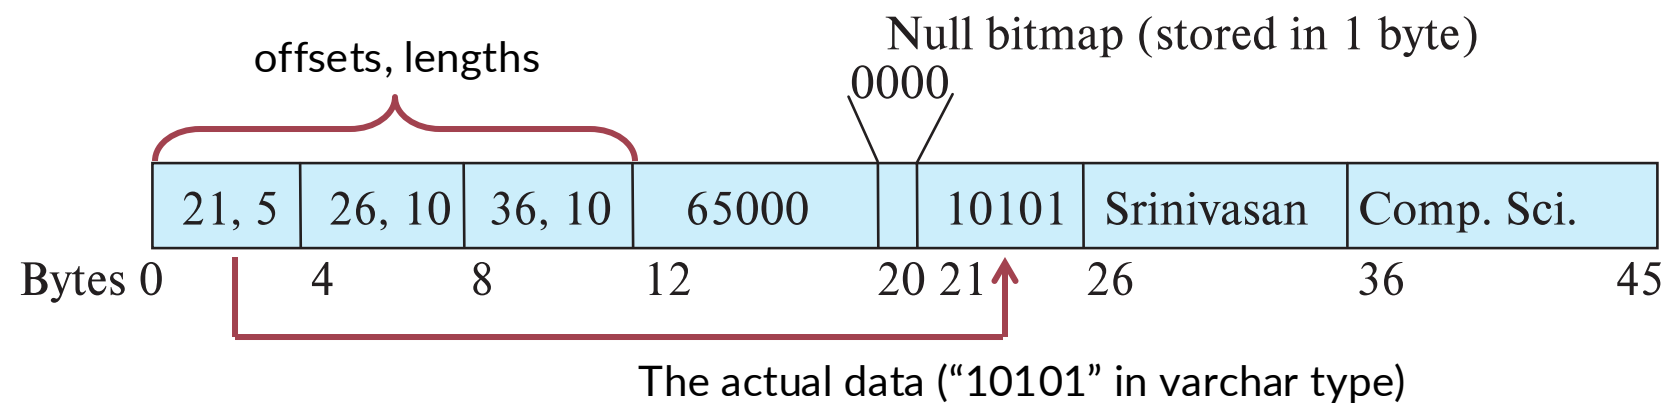 Null bitmap (stored in 1 byte)
offsets, lengths
0000
21, 5 26, 10 36, 10 65000 10101 Srinivasan Comp. Sci.
Bytes 0 4 8 12 20 21 26 36 45
The actual data (“10101” in varchar type)